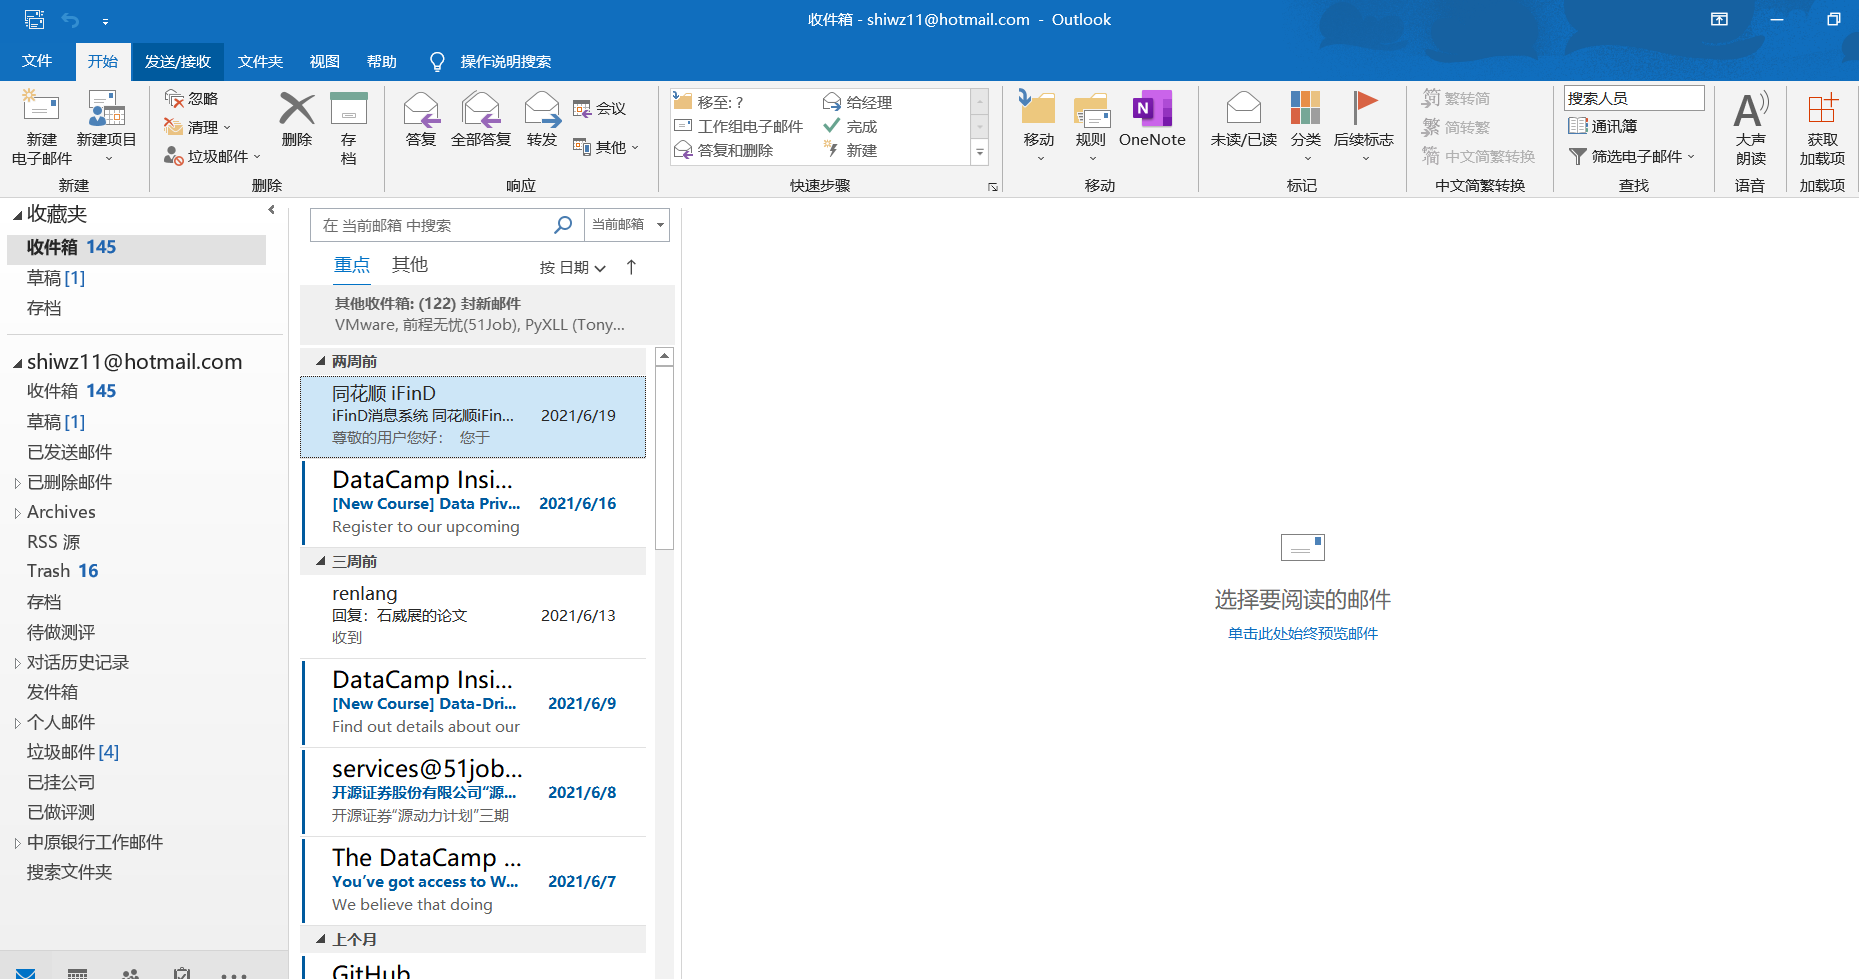 收件箱 - shiwz11@hotmail.com - Outlook
文件 开始 发送/接收 文件夹 视图 帮助 操作说明搜索
新建
电子邮件
新建项目
新建
忽略
清理
垃圾邮件
删除
存
档
删除
答复
全部答复
转发
会议
其他
响应
移至: ?
工作组电子邮件
答复和删除
给经理
完成
新建
快速步骤
移动
规则
OneNote
移动
未读/已读
分类
后续标志
标记
繁转简
简转繁
中文简繁转换
中文简繁转换
搜索人员
通讯簿
筛选电子邮件
查找
大声
朗读
语音
获取
加载项
加载项
收藏夹
收件箱 145
草稿 [1]
存档
shiwz11@hotmail.com
收件箱 145
草稿 [1]
已发送邮件
已删除邮件
Archives
RSS 源
Trash 16
存档
待做测评
对话历史记录
发件箱
个人邮件
垃圾邮件 [4]
已挂公司
已做评测
中原银行工作邮件
搜索文件夹
在 当前邮箱 中搜索
当前邮箱
重点 其他
按 日期
其他收件箱: (122) 封新邮件
VMware, 前程无忧(51Job), PyXLL (Tony...
两周前
同花顺 iFinD
iFinD消息系统 同花顺iFin... 2021/6/19
尊敬的用户您好： 您于
DataCamp Insi...
[New Course] Data Priv... 2021/6/16
Register to our upcoming
三周前
renlang
回复：石威展的论文 2021/6/13
收到
DataCamp Insi...
[New Course] Data-Dri... 2021/6/9
Find out details about our
services@51job...
开源证券股份有限公司“源... 2021/6/8
开源证券“源动力计划”三期
The DataCamp ...
You’ve got access to W... 2021/6/7
We believe that doing
上个月
GitHub
选择要阅读的邮件
单击此处始终预览邮件